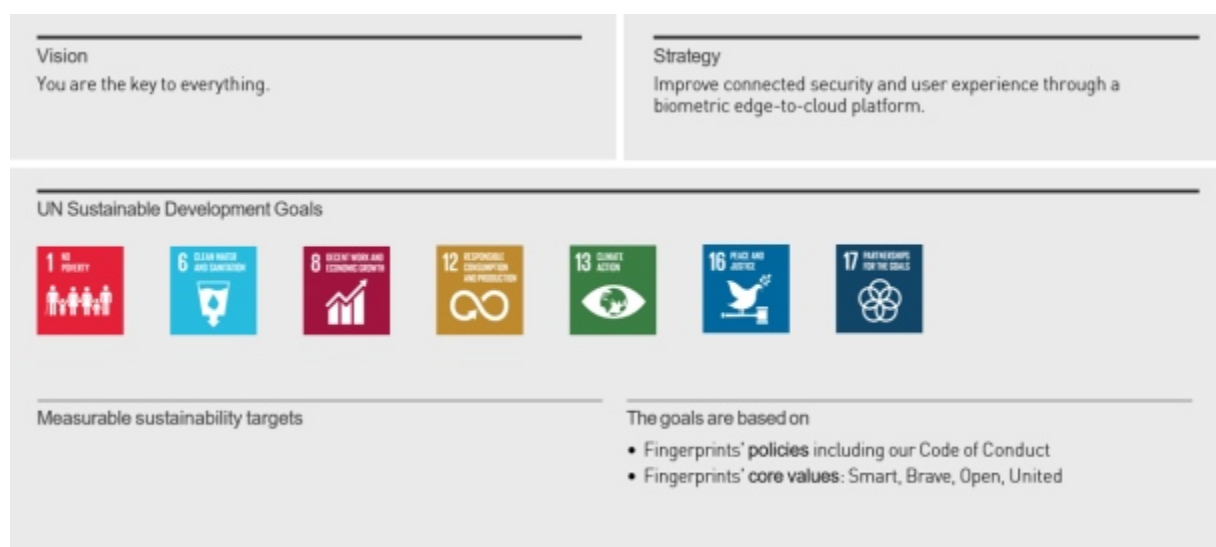 Vision
You are the key to everything.
Strategy
Improve connected security and user experience through a
biometric edge-to-cloud platform.
UN Sustainable Development Goals
1 NO
POVERTY
6 CLEAN WATER
AND SANITATION
8 DECENT WORK AND
ECONOMIC GROWTH
12 RESPONSIBLE
CONSUMPTION
AND PRODUCTION
13 CLIMATE
ACTION
16 PEACE AND
JUSTICE
17 PARTNERSHIPS
FOR THE GOALS
Measurable sustainability targets
The goals are based on
• Fingerprints' policies including our Code of Conduct
• Fingerprints' core values: Smart, Brave, Open, United